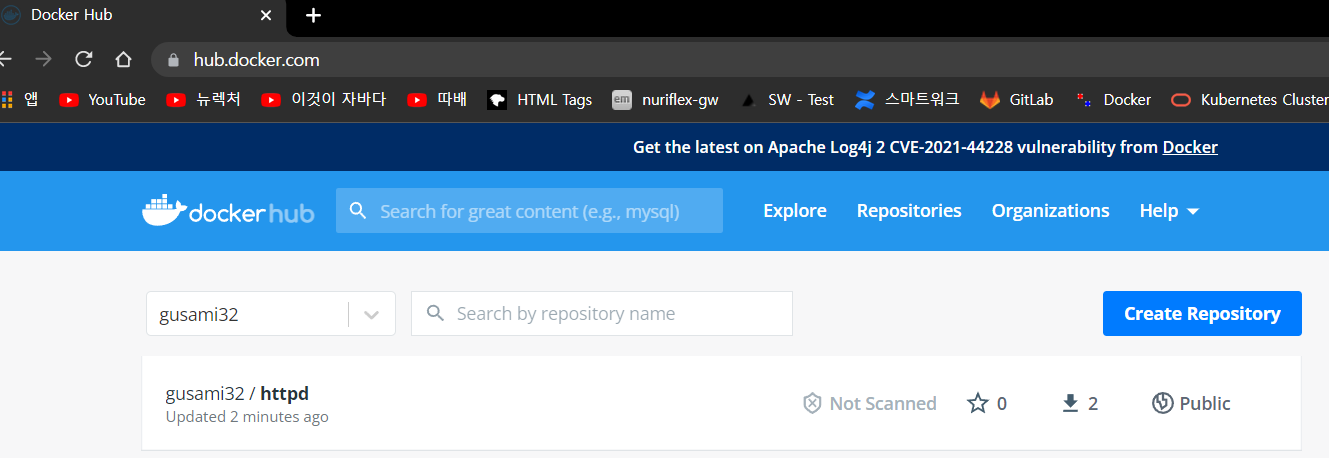 Docker Hub
hub.docker.com
앱 YouTube 뉴렉처 이것이 자바다 따배 HTML Tags em nuriflex-gw SW - Test 스마트워크 GitLab Docker Kubernetes Cluster
Get the latest on Apache Log4j 2 CVE-2021-44228 vulnerability from Docker
docker hub Search for great content (e.g., mysql) Explore Repositories Organizations Help
gusami32 Search by repository name Create Repository
gusami32 / httpd Not Scanned 0 2 Public
Updated 2 minutes ago